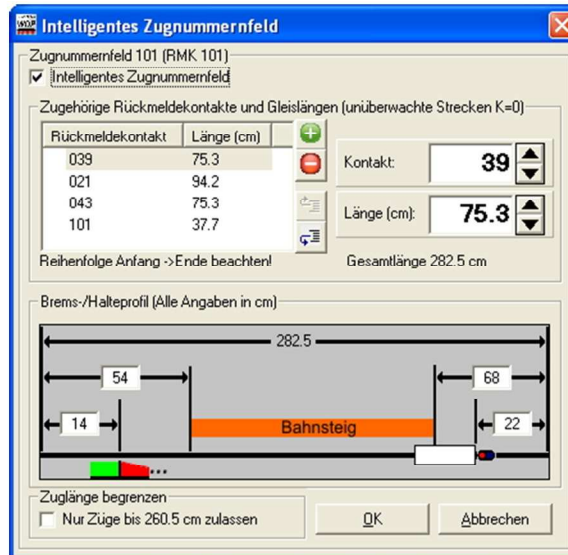 WDP Intelligentes Zugnummernfeld
Zugnummernfeld 101 (RMK 101)
Intelligentes Zugnummernfeld
Zugehörige Rückmeldekontakte und Gleislängen (unüberwachte Strecken K=0)
Rückmeldekontakt Länge (cm)
039 75.3
021 94.2
043 75.3
101 37.7
Kontakt: 39
Länge (cm): 75.3
Reihenfolge Anfang ->Ende beachten! Gesamtlänge 282.5 cm
Brems-/Halteprofil (Alle Angaben in cm)
282.5
54 68
14 Bahnsteig 22
...
Zuglänge begrenzen
Nur Züge bis 260.5 cm zulassen
OK Abbrechen